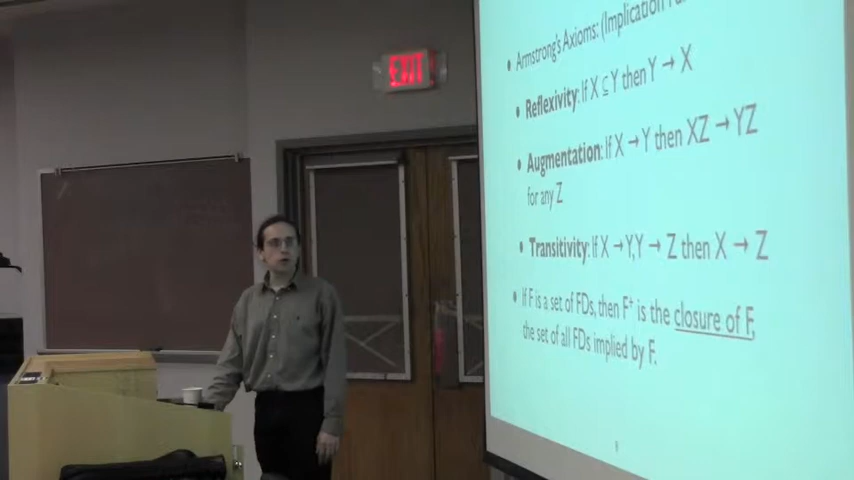 EXIT
Armstrong's Axioms: (Implication
• Reflexivity: If X ⊆ Y then Y → X
• Augmentation: If X → Y, then XZ → YZ
for any Z
• Transitivity: If X → Y, Y → Z then X → Z
• If F is a set of FDs, then F⁺ is the closure of F,
the set of all FDs implied by F.